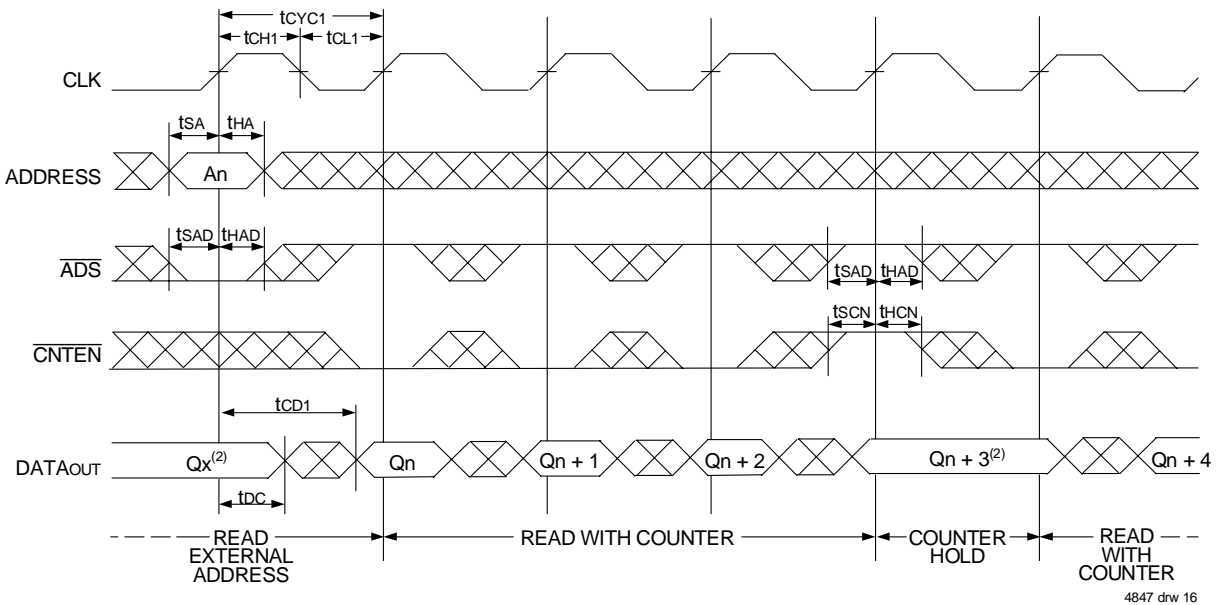 tCYC1
tCH1 tCL1
CLK
tSA tHA
ADDRESS An
tSAD tHAD
ADS tSAD tHAD
tSCN tHCN
CNTEN
tCD1
DATAOUT Qx(2) Qn Qn + 1 Qn + 2 Qn + 3(2) Qn + 4
tDC
READ EXTERNAL ADDRESS
READ WITH COUNTER
COUNTER HOLD
READ WITH COUNTER
4847 drw 16